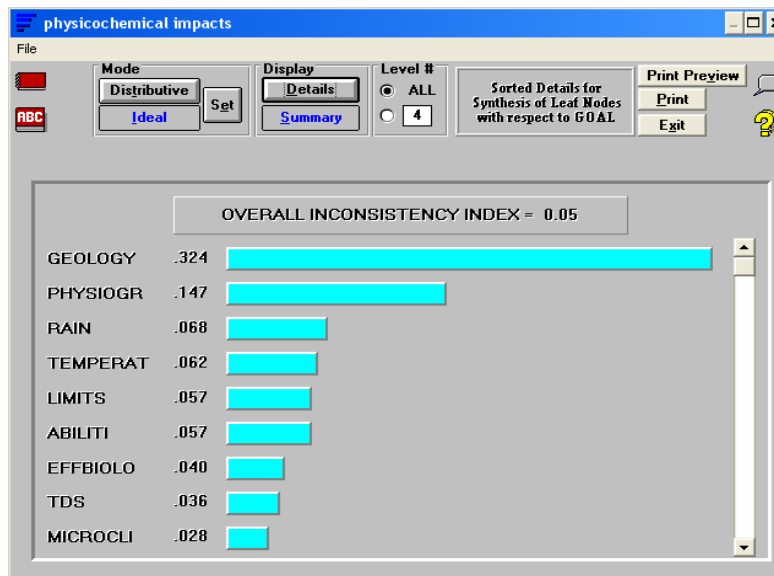 physicochemical impacts
File
Mode
Distributive
Ideal
Set
Display
Details
Summary
Level #
ALL
4
Sorted Details for
Synthesis of Leaf Nodes
with respect to GOAL
Print Preview
Print
Exit
ABC
OVERALL INCONSISTENCY INDEX = 0.05
GEOLOGY .324
PHYSIOGR .147
RAIN .068
TEMPERAT .062
LIMITS .057
ABILITI .057
EFFBIOLO .040
TDS .036
MICROCLI .028